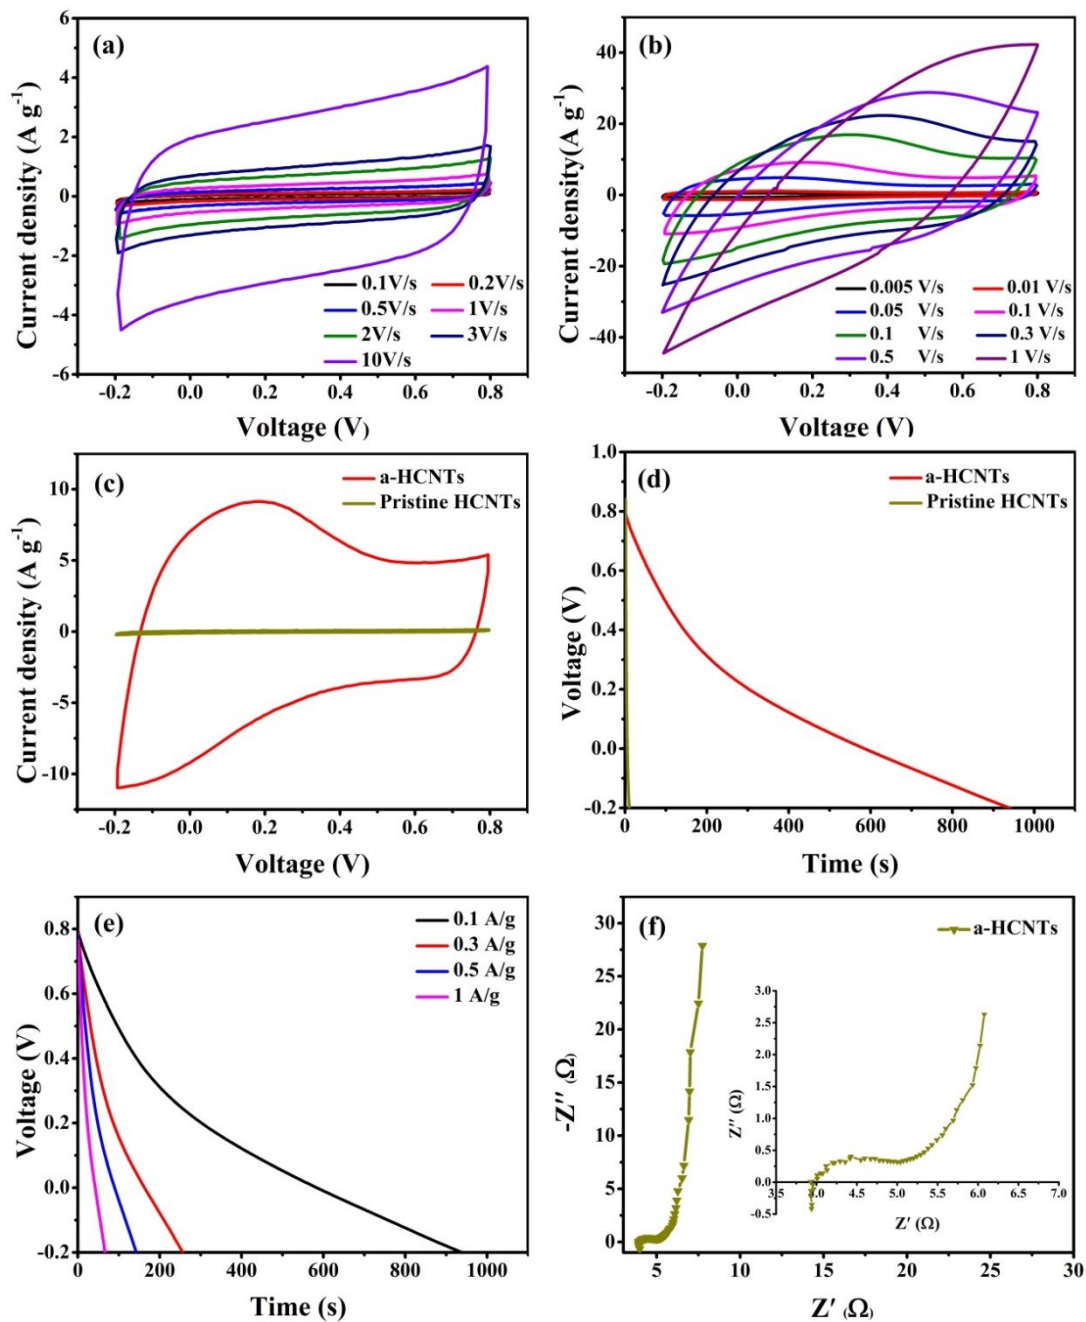 (a)
Current density (A g⁻¹)
6
4
2
0
-2
-4
-6
-0.2 0.0 0.2 0.4 0.6 0.8
Voltage (V)
0.1V/s 0.2V/s
0.5V/s 1V/s
2V/s 3V/s
10V/s
(b)
Current density(A g⁻¹)
40
20
0
-20
-40
-0.2 0.0 0.2 0.4 0.6 0.8
Voltage (V)
0.005 V/s 0.01 V/s
0.05 V/s 0.1 V/s
0.1 V/s 0.3 V/s
0.5 V/s 1 V/s
(c)
a-HCNTs
Pristine HCNTs
Current density (A g⁻¹)
10
5
0
-5
-10
-0.2 0.0 0.2 0.4 0.6 0.8
Voltage (V)
(d)
a-HCNTs
Pristine HCNTs
Voltage (V)
1.0
0.8
0.6
0.4
0.2
0.0
-0.2
0 200 400 600 800 1000
Time (s)
(e)
0.1 A/g
0.3 A/g
0.5 A/g
1 A/g
Voltage (V)
0.8
0.4
0.0
-0.2
0 200 400 600 800 1000
Time (s)
(f)
a-HCNTs
-Z'' (Ω)
30
25
20
15
10
5
0
5 10 15 20 25 30
Z' (Ω)
Z'' (Ω)
3.0
2.5
2.0
1.5
1.0
0.5
0.0
-0.5
3.5 4.0 4.5 5.0 5.5 6.0 6.5 7.0
Z' (Ω)